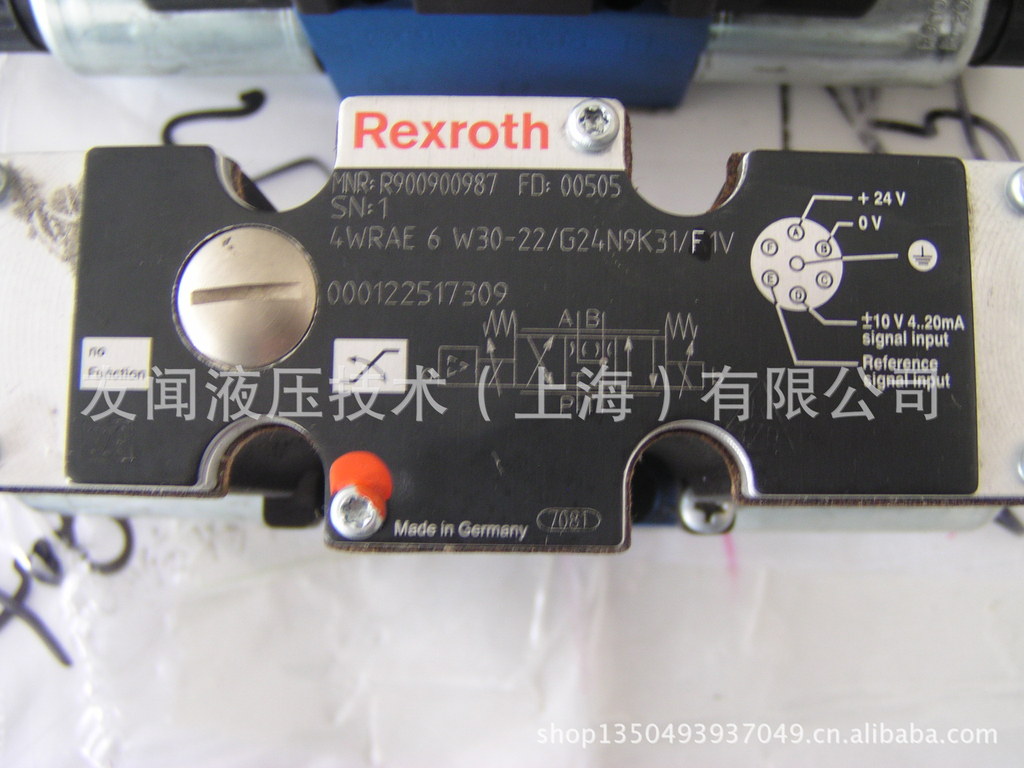 Rexroth
MNR: R900900987 FD: 00505
SN: 1
4WRAE 6 W30-22/G24N9K31/F1V
000122517309
+ 24 V
0 V
A
B
C
D
E
F
±10 V 4..20mA
signal input
Reference
signal input
no
Function
A B
P
友闻液压技术（上海）有限公司
Made in Germany 7081
shop1350493937049.cn.alibaba.com